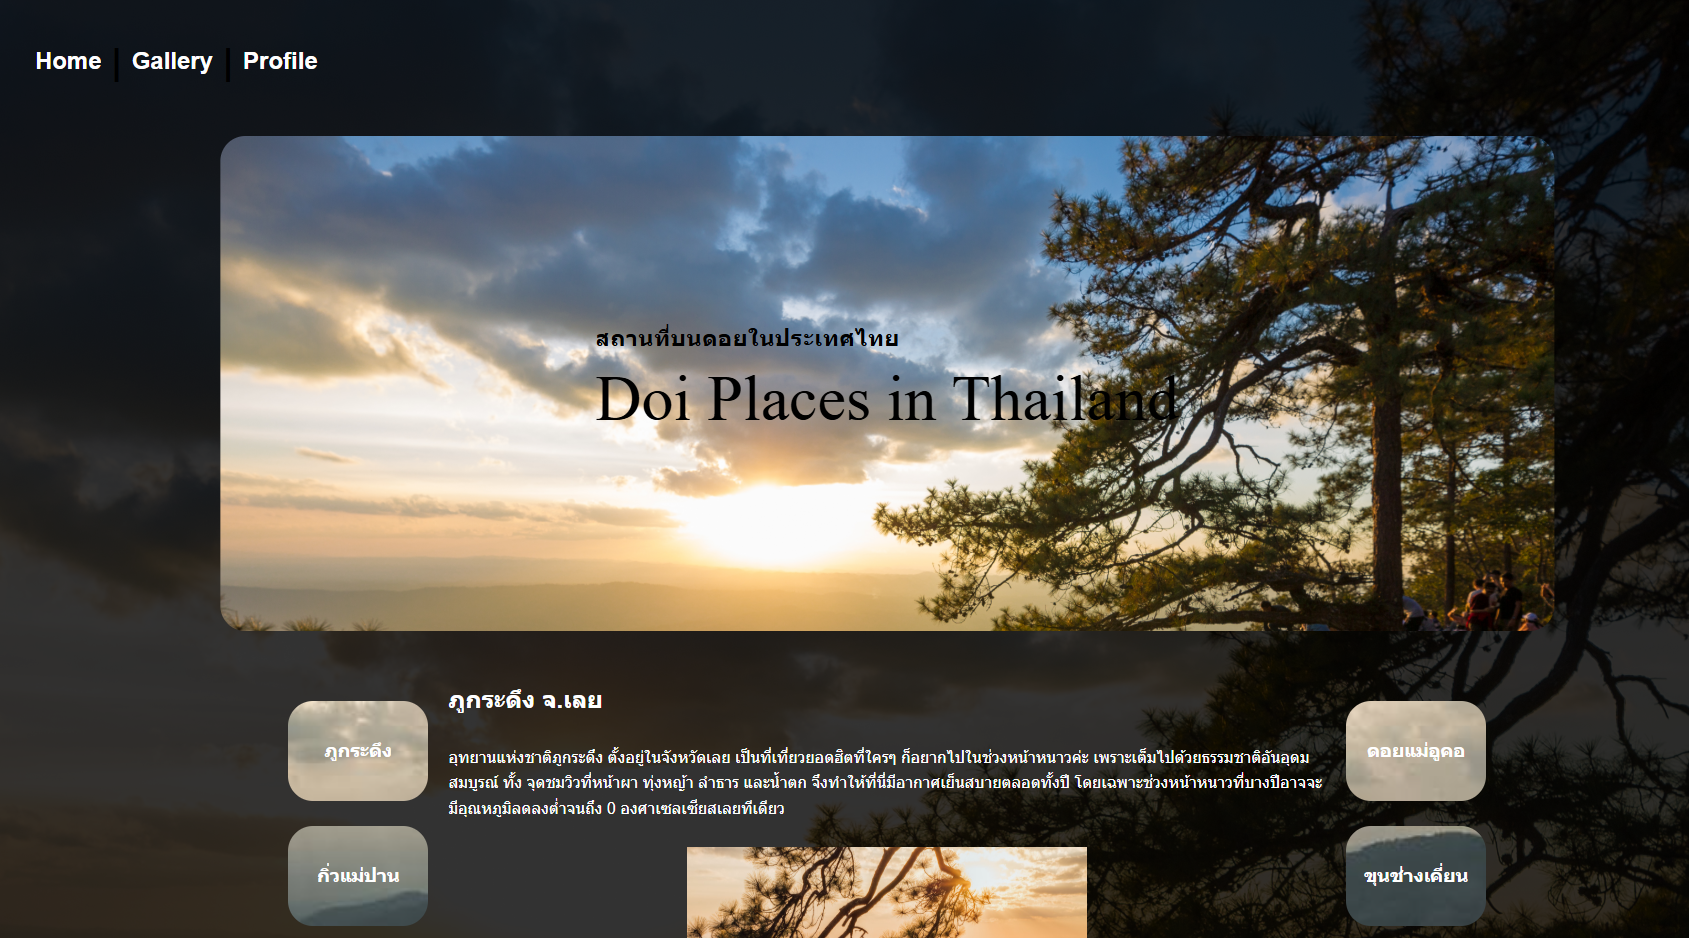 Home Gallery Profile
สถานที่บนดอยในประเทศไทย
Doi Places in Thailand
ภูกระดึง
กิ่วแม่ปาน
ภูกระดึง จ.เลย
อุทยานแห่งชาติภูกระดึง ตั้งอยู่ในจังหวัดเลย เป็นที่เที่ยวยอดฮิตที่ใครๆ ก็อยากไปในช่วงหน้าหนาวค่ะ เพราะเต็มไปด้วยธรรมชาติอันอุดม
สมบูรณ์ ทั้ง จุดชมวิวที่หน้าผา ทุ่งหญ้า ลำธาร และน้ำตก จึงทำให้ที่นี่มีอากาศเย็นสบายตลอดทั้งปี โดยเฉพาะช่วงหน้าหนาวที่บางปีอาจจะ
มีอุณหภูมิลดลงต่ำจนถึง 0 องศาเซลเซียสเลยทีเดียว
ดอยแม่อูคอ
ขุนช่างเคี่ยน